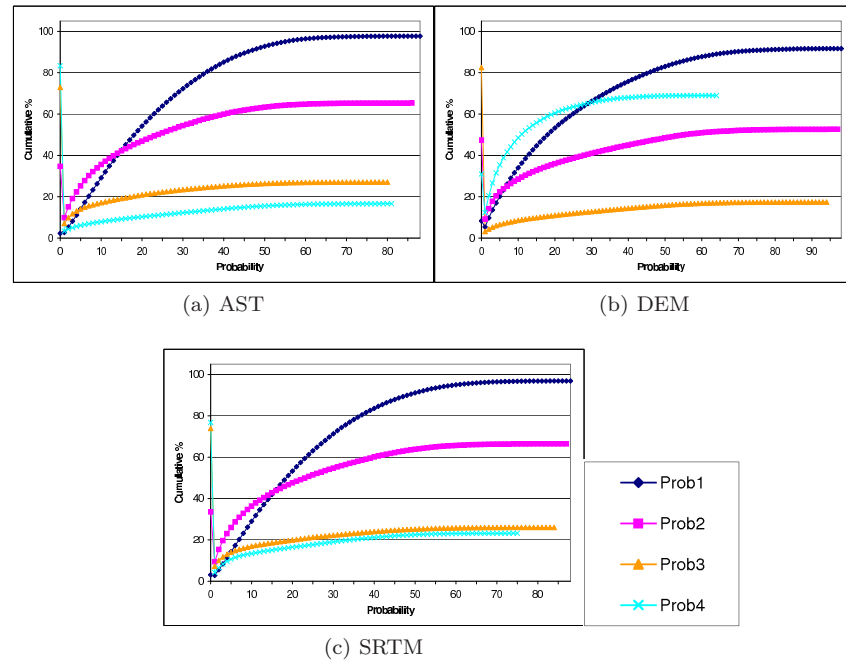 100
80
60
40
20
0
Cumulative %
0 10 20 30 40 50 60 70 80
Probability
(a) AST
100
80
60
40
20
0
Cumulative %
0 10 20 30 40 50 60 70 80 90
Probability
(b) DEM
100
80
60
40
20
0
Cumulative %
0 10 20 30 40 50 60 70 80
Probability
(c) SRTM
Prob1
Prob2
Prob3
Prob4